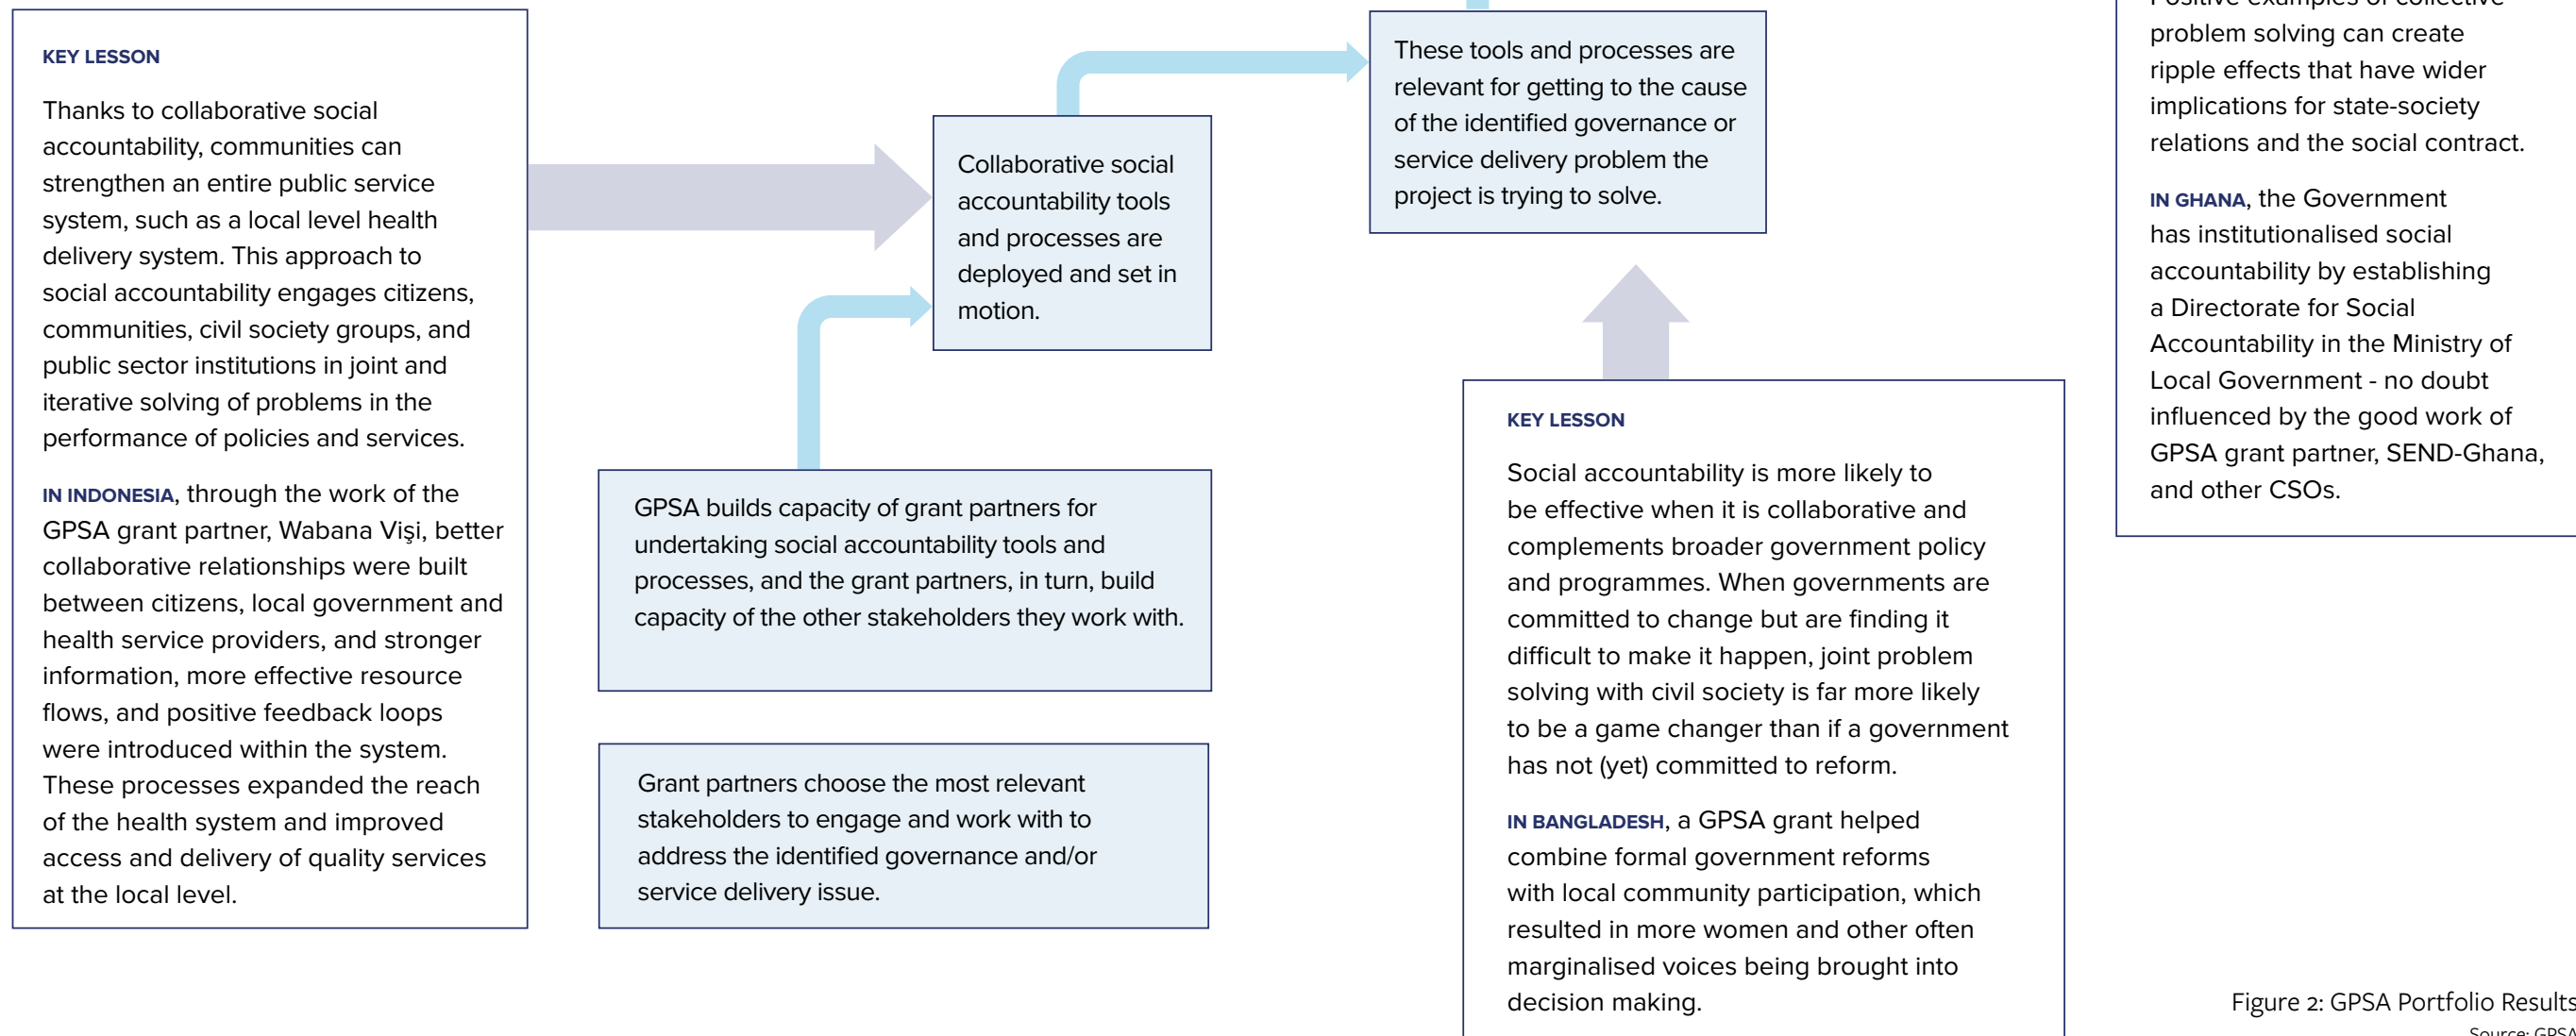 KEY LESSON
Thanks to collaborative social
accountability, communities can
strengthen an entire public service
system, such as a local level health
delivery system. This approach to
social accountability engages citizens,
communities, civil society groups, and
public sector institutions in joint and
iterative solving of problems in the
performance of policies and services.
IN INDONESIA, through the work of the
GPSA grant partner, Wabana Vişi, better
collaborative relationships were built
between citizens, local government and
health service providers, and stronger
information, more effective resource
flows, and positive feedback loops
were introduced within the system.
These processes expanded the reach
of the health system and improved
access and delivery of quality services
at the local level.
Collaborative social
accountability tools
and processes are
deployed and set in
motion.
GPSA builds capacity of grant partners for
undertaking social accountability tools and
processes, and the grant partners, in turn, build
capacity of the other stakeholders they work with.
Grant partners choose the most relevant
stakeholders to engage and work with to
address the identified governance and/or
service delivery issue.
These tools and processes are
relevant for getting to the cause
of the identified governance or
service delivery problem the
project is trying to solve.
KEY LESSON
Social accountability is more likely to
be effective when it is collaborative and
complements broader government policy
and programmes. When governments are
committed to change but are finding it
difficult to make it happen, joint problem
solving with civil society is far more likely
to be a game changer than if a government
has not (yet) committed to reform.
IN BANGLADESH, a GPSA grant helped
combine formal government reforms
with local community participation, which
resulted in more women and other often
marginalised voices being brought into
decision making.
Positive examples of collective
problem solving can create
ripple effects that have wider
implications for state-society
relations and the social contract.
IN GHANA, the Government
has institutionalised social
accountability by establishing
a Directorate for Social
Accountability in the Ministry of
Local Government - no doubt
influenced by the good work of
GPSA grant partner, SEND-Ghana,
and other CSOs.
Figure 2: GPSA Portfolio Results
Source: GPSA